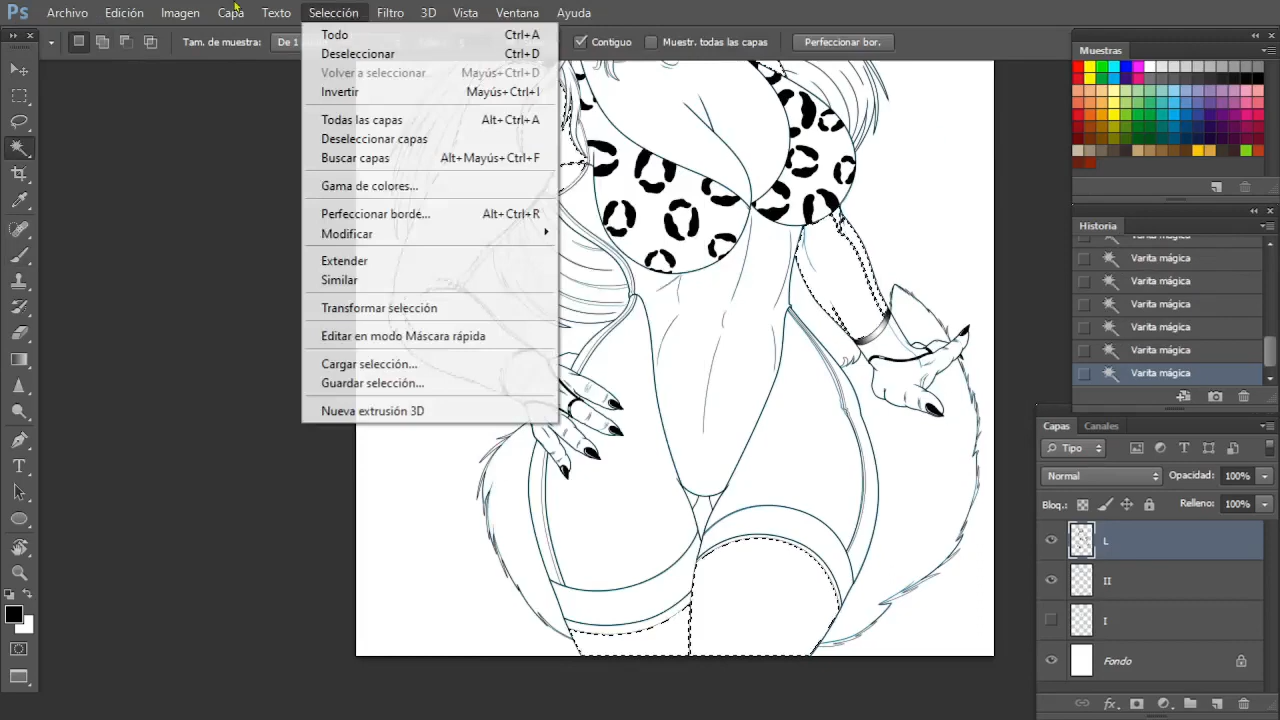 Ps Archivo Edición Imagen Capa Texto Selección Filtro 3D Vista Ventana Ayuda
Tam. de muestra: De 1 Contiguo Muestr. todas las capas Perfeccionar bor.
Todo Ctrl+A
Deseleccionar Ctrl+D
Volver a seleccionar Mayús+Ctrl+D
Invertir Mayús+Ctrl+I
Todas las capas Alt+Ctrl+A
Deseleccionar capas
Buscar capas Alt+Mayús+Ctrl+F
Gama de colores...
Perfeccionar borde... Alt+Ctrl+R
Modificar
Extender
Similar
Transformar selección
Editar en modo Máscara rápida
Cargar selección...
Guardar selección...
Nueva extrusión 3D
Muestras
Historia
Varita mágica
Varita mágica
Varita mágica
Varita mágica
Varita mágica
Varita mágica
Capas Canales
Tipo
Normal Opacidad: 100%
Bloq.: Relleno: 100%
L
II
I
Fondo